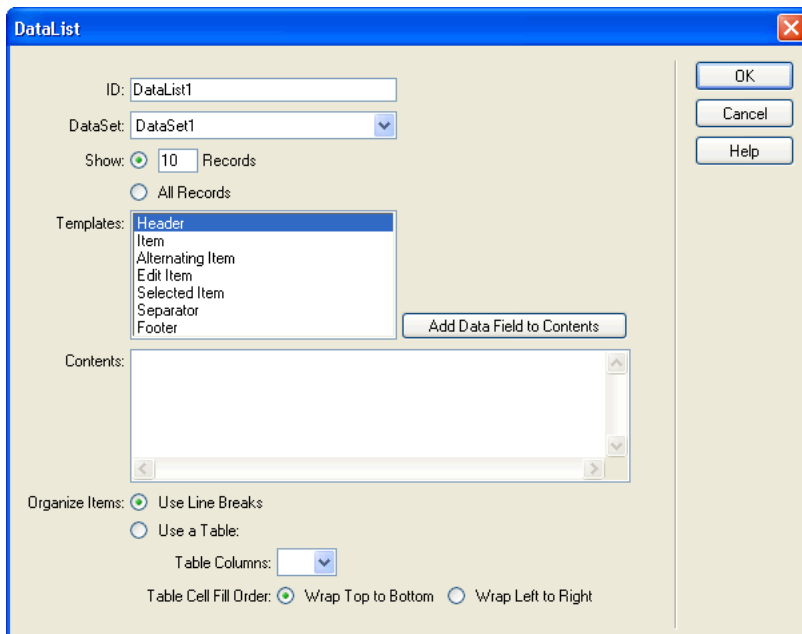 DataList
ID: DataList1
OK
DataSet: DataSet1
Cancel
Show: 10 Records
Help
All Records
Templates: Header
Item
Alternating Item
Edit Item
Selected Item
Separator
Footer
Add Data Field to Contents
Contents:
Organize Items: Use Line Breaks
Use a Table:
Table Columns:
Table Cell Fill Order: Wrap Top to Bottom Wrap Left to Right